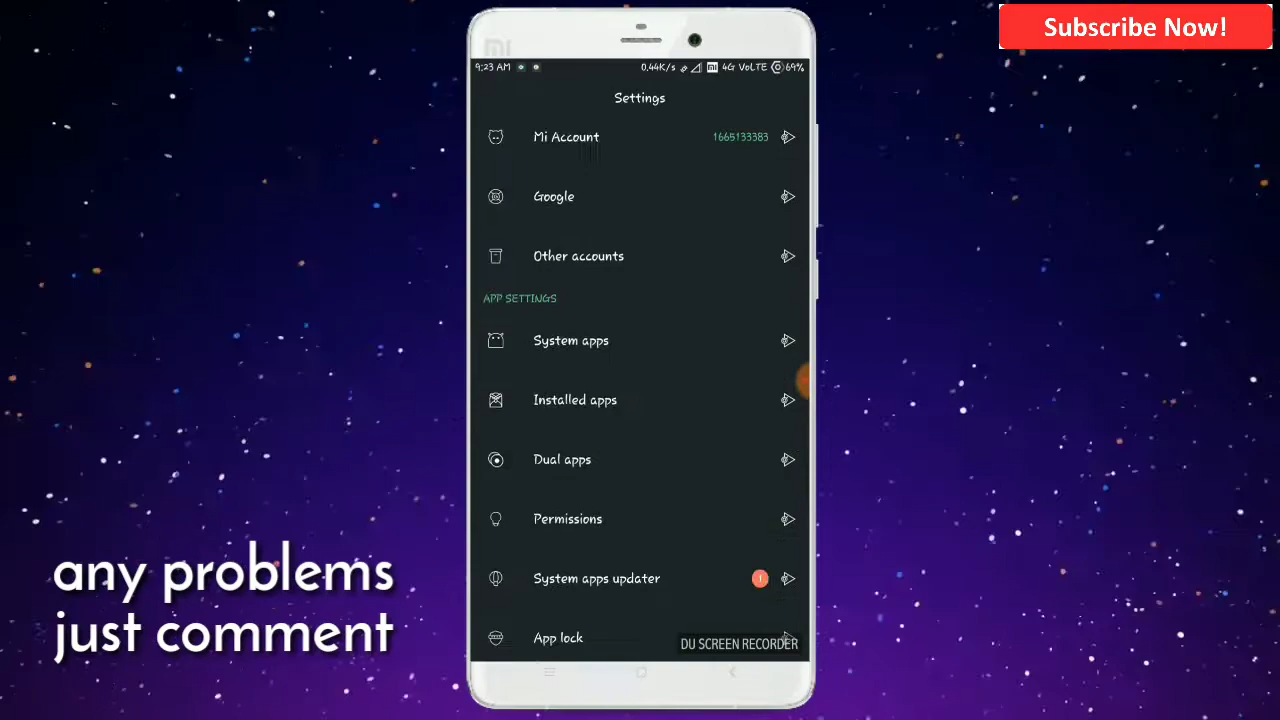 Subscribe Now!
MI
9:23 AM 0.44K/s MI 4G VoLTE 69%
Settings
Mi Account 1665133383
Google
Other accounts
APP SETTINGS
System apps
Installed apps
Dual apps
Permissions
System apps updater 1
App lock
DU SCREEN RECORDER
any problems
just comment